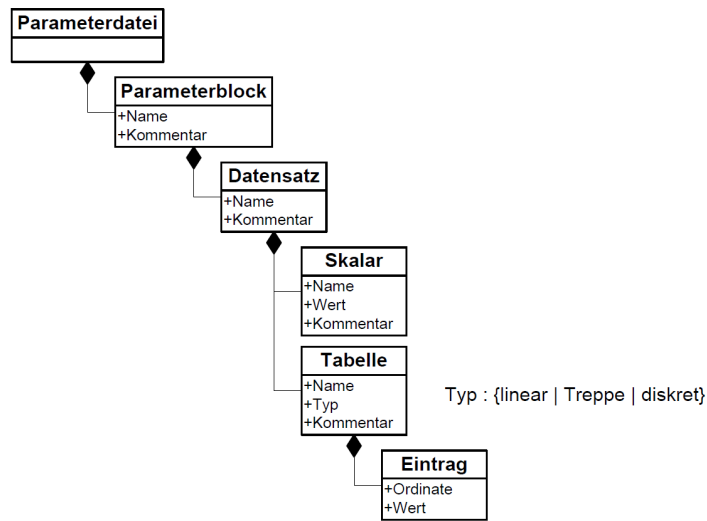 Parameterdatei
Parameterblock
+Name
+Kommentar
Datensatz
+Name
+Kommentar
Skalar
+Name
+Wert
+Kommentar
Tabelle
+Name
+Typ
+Kommentar
Typ : {linear | Treppe | diskret}
Eintrag
+Ordinate
+Wert